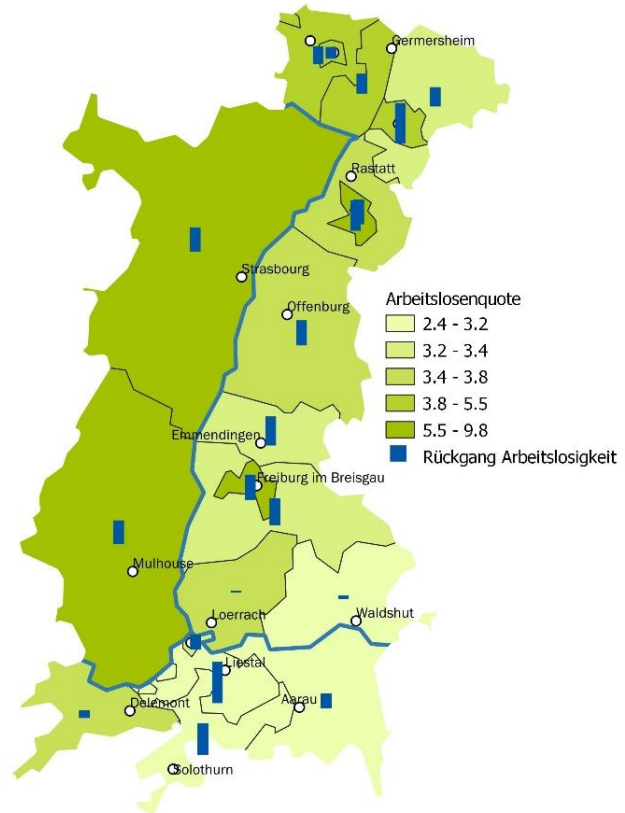 Germersheim
Rastatt
Strasbourg
Offenburg
Arbeitslosenquote
2.4 - 3.2
3.2 - 3.4
3.4 - 3.8
3.8 - 5.5
5.5 - 9.8
Rückgang Arbeitslosigkeit
Emmendingen
Freiburg im Breisgau
Mulhouse
Loerrach
Waldshut
Liestal
Delemont
Aarau
Solothurn